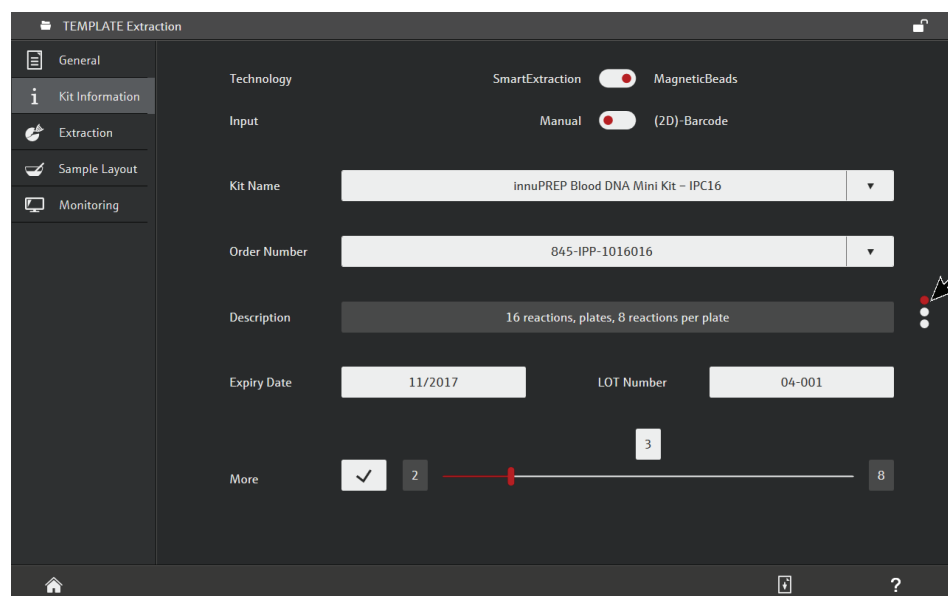 TEMPLATE Extraction
General
Kit Information
Extraction
Sample Layout
Monitoring
Technology SmartExtraction MagneticBeads
Input Manual (2D)-Barcode
Kit Name innuPREP Blood DNA Mini Kit – IPC16
Order Number 845-IPP-1016016
Description 16 reactions, plates, 8 reactions per plate
Expiry Date 11/2017 LOT Number 04-001
3
More 2 8
?